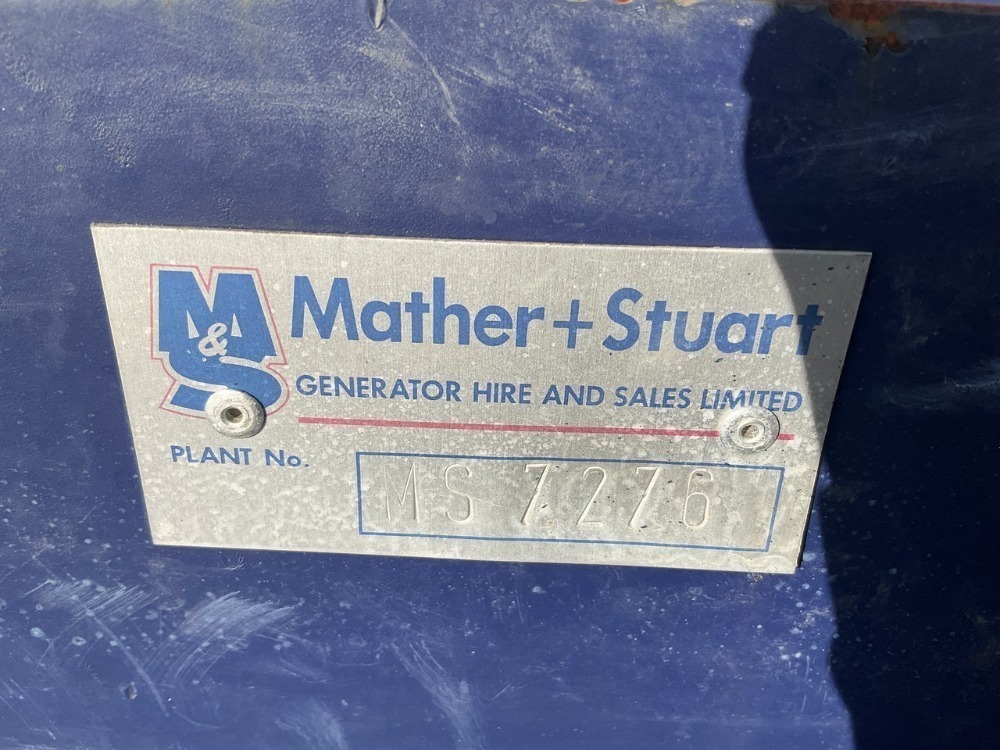 M&S
Mather+Stuart
GENERATOR HIRE AND SALES LIMITED
PLANT No.
MS 7276